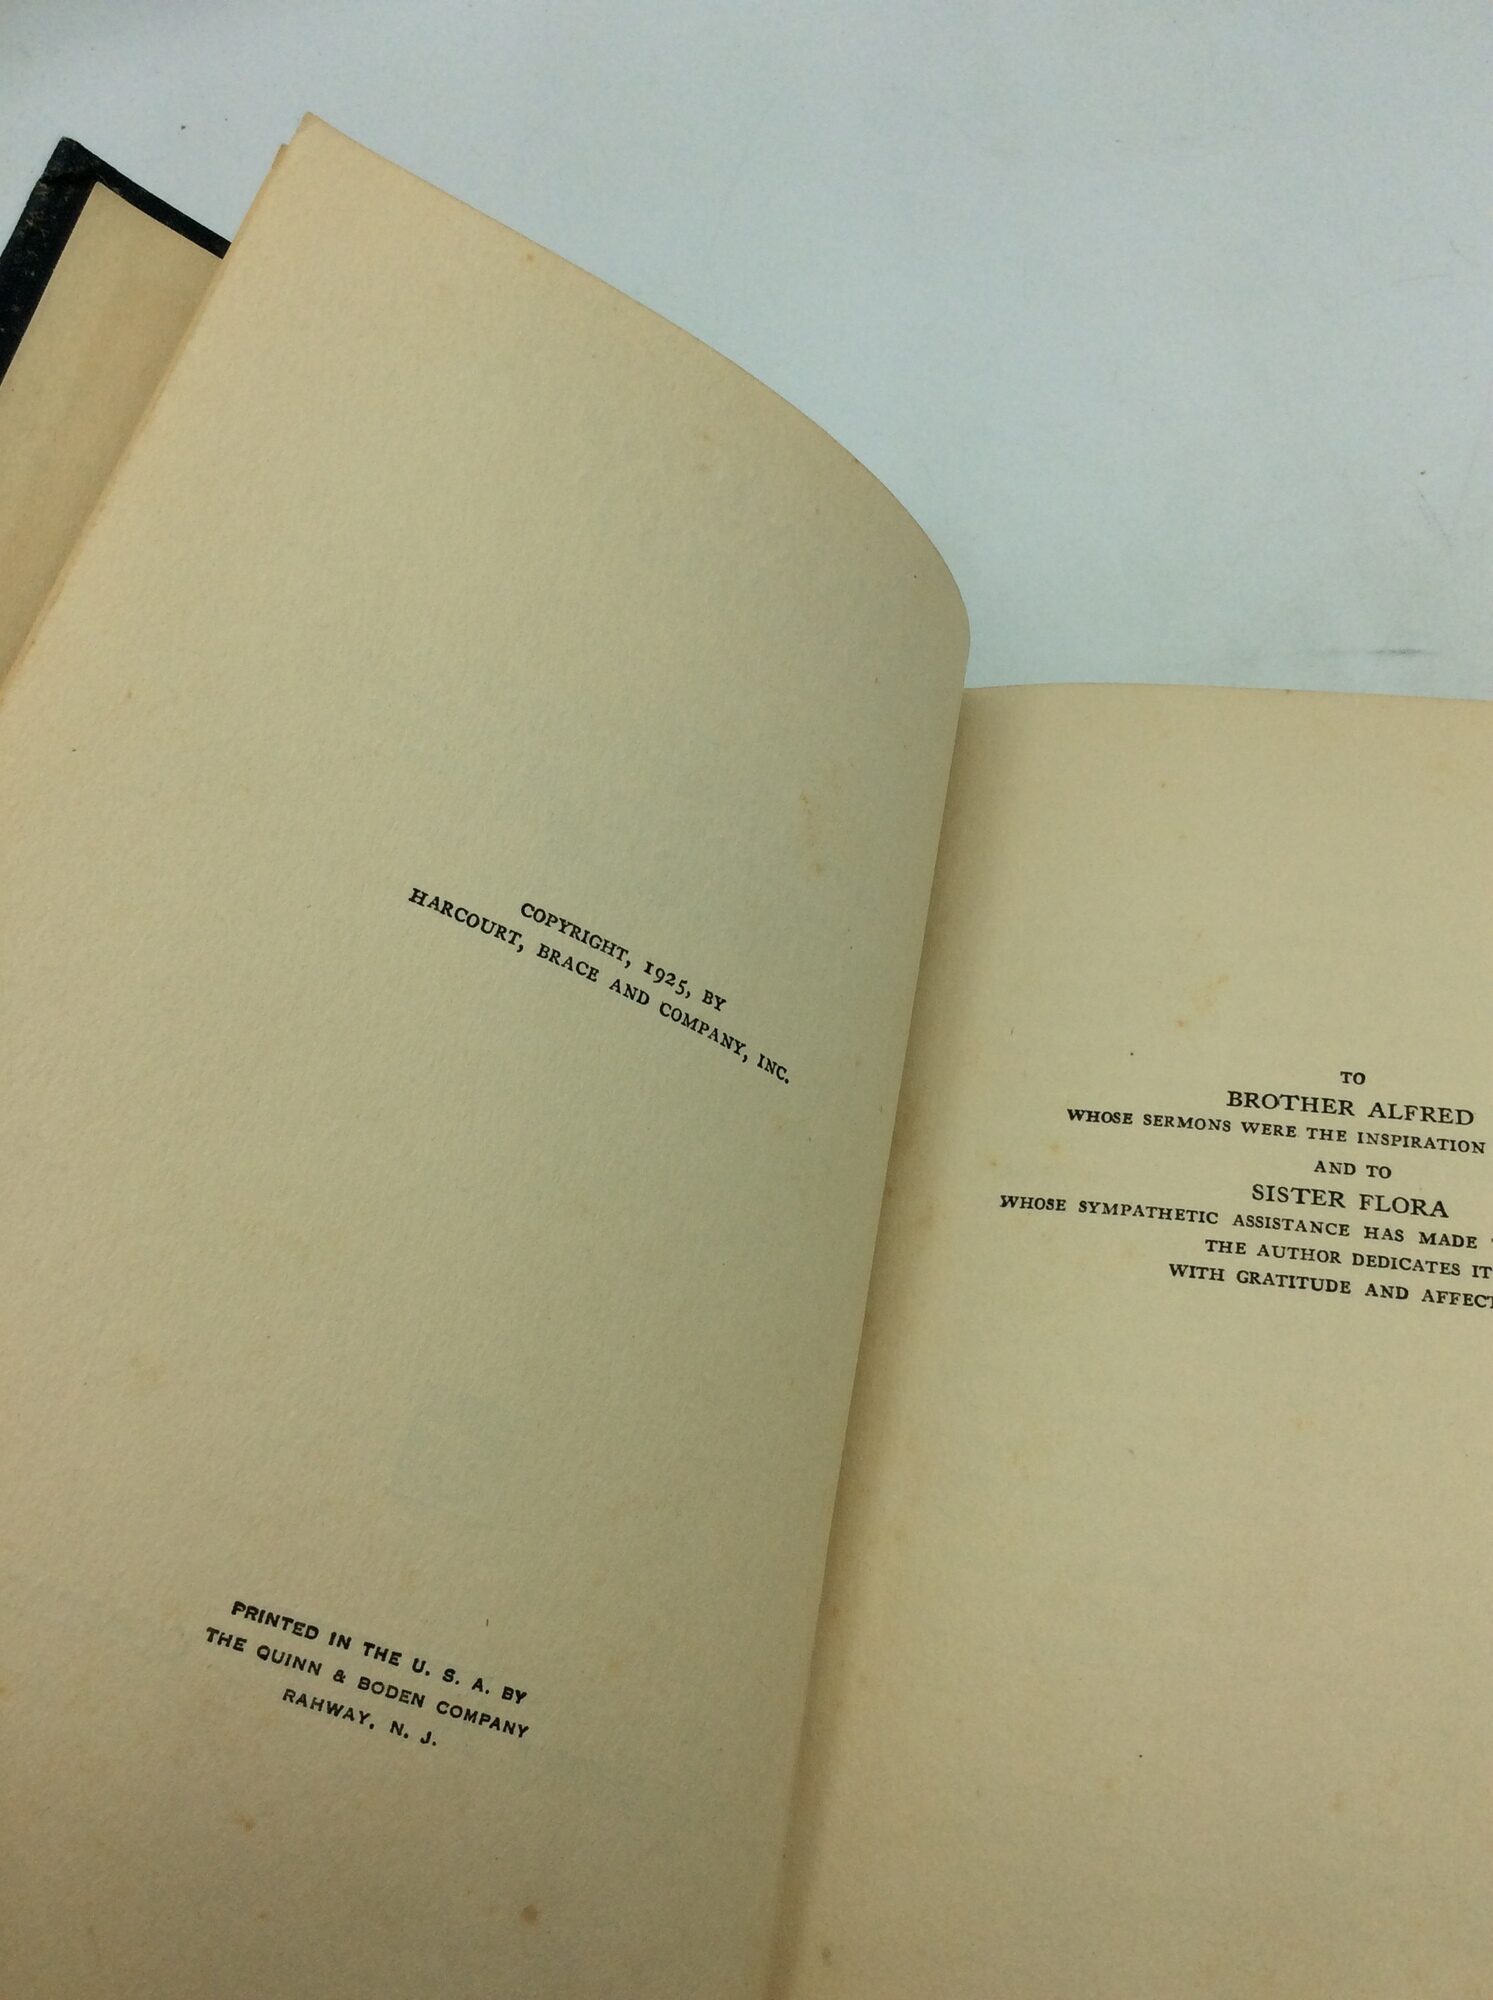 COPYRIGHT, 1925, BY
HARCOURT, BRACE AND COMPANY, INC.
PRINTED IN THE U. S. A. BY
THE QUINN & BODEN COMPANY
RAHWAY, N. J.
TO
BROTHER ALFRED
WHOSE SERMONS WERE THE INSPIRATION
AND TO
SISTER FLORA
WHOSE SYMPATHETIC ASSISTANCE HAS MADE
THE AUTHOR DEDICATES IT
WITH GRATITUDE AND